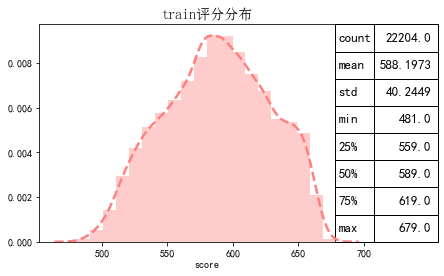 train评分分布
0.008
0.006
0.004
0.002
0.000
500 550 600 650 700
score
count 22204.0
mean 588.1973
std 40.2449
min 481.0
25% 559.0
50% 589.0
75% 619.0
max 679.0